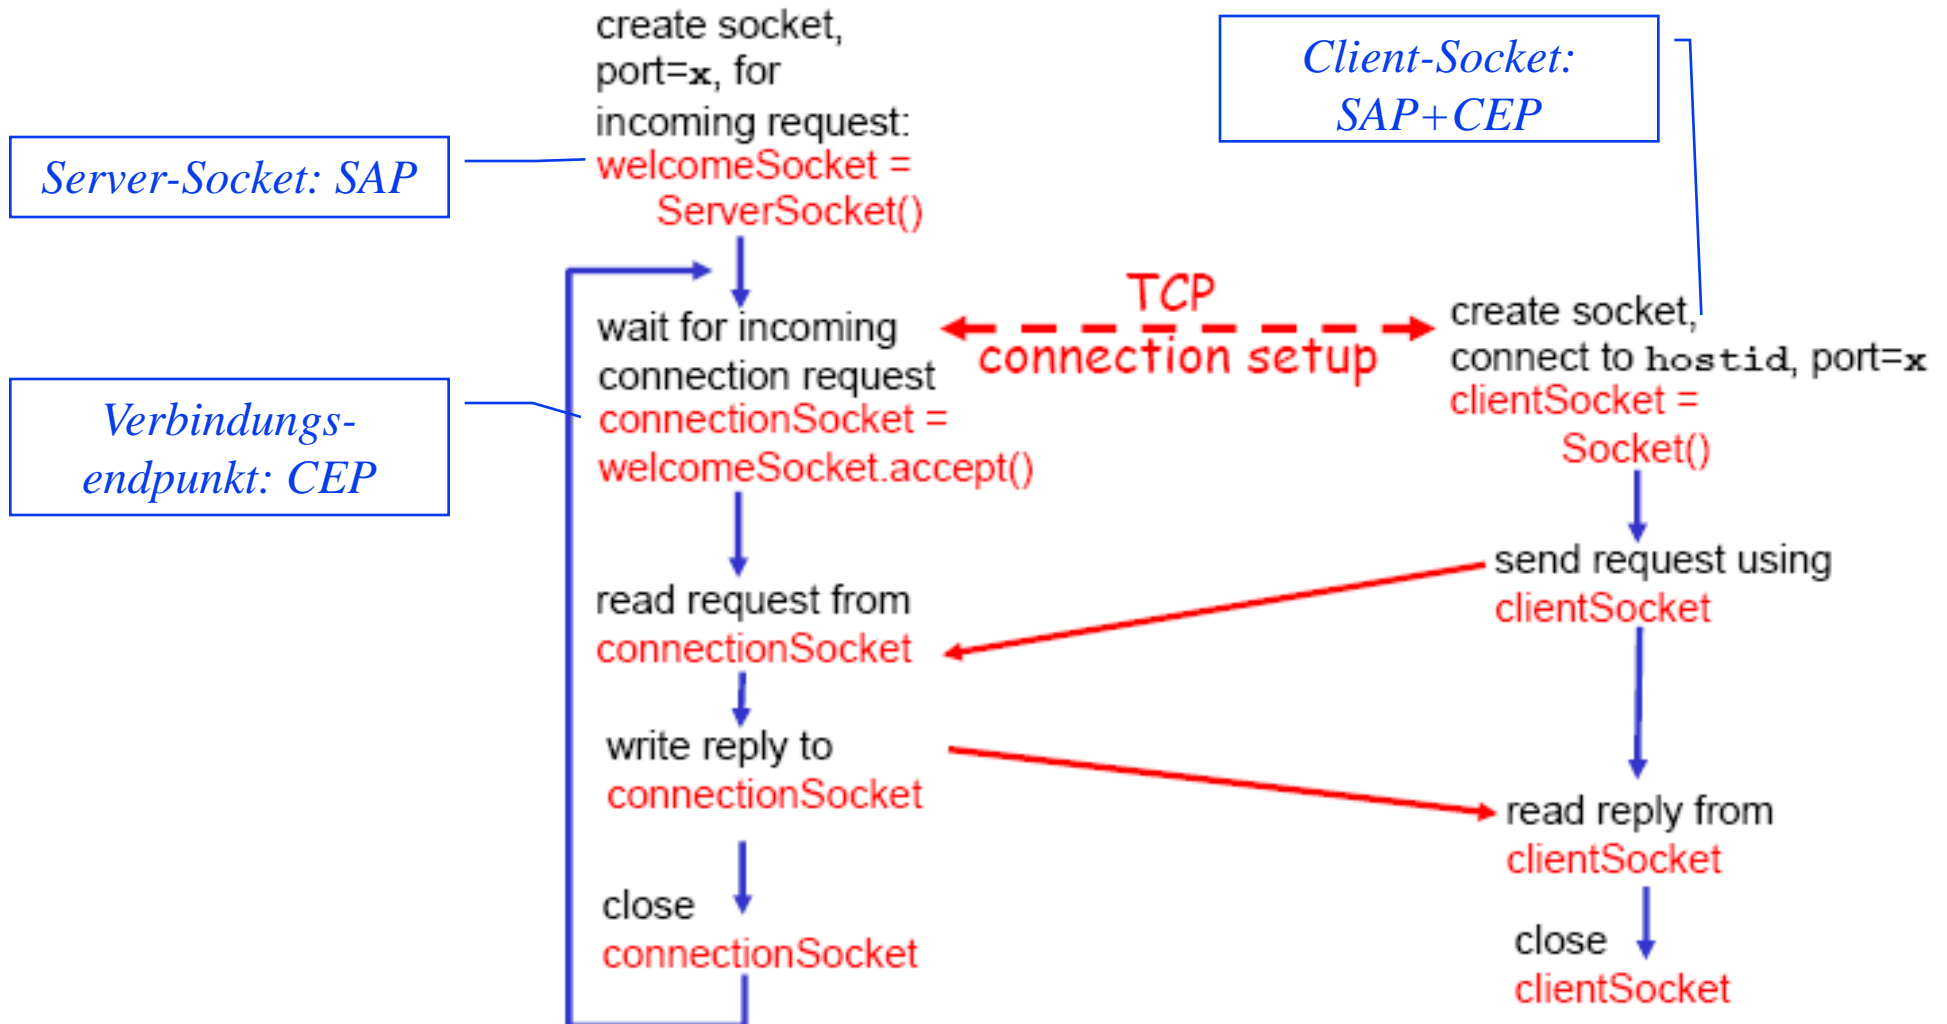 create socket,
port=x, for
incoming request:
welcomeSocket =
ServerSocket()
Server-Socket: SAP
Client-Socket:
SAP+CEP
wait for incoming
connection request
connectionSocket =
welcomeSocket.accept()
Verbindungs-
endpunkt: CEP
TCP
connection setup
create socket,
connect to hostid, port=x
clientSocket =
Socket()
send request using
clientSocket
read request from
connectionSocket
write reply to
connectionSocket
read reply from
clientSocket
close
connectionSocket
close
clientSocket